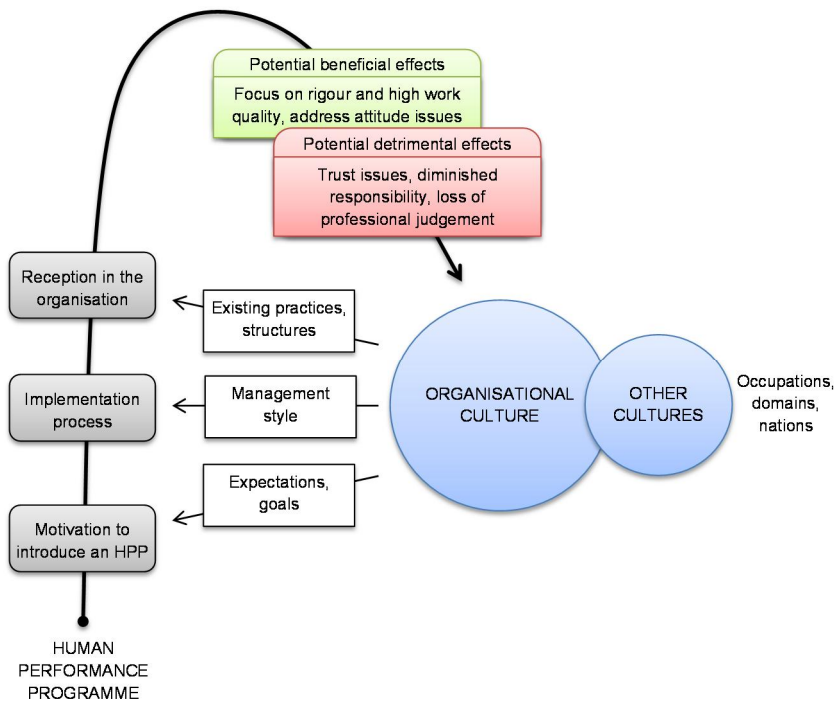 Potential beneficial effects
Focus on rigour and high work
quality, address attitude issues
Potential detrimental effects
Trust issues, diminished
responsibility, loss of
professional judgement
Reception in the
organisation
Existing practices,
structures
Implementation
process
Management
style
ORGANISATIONAL
CULTURE
OTHER
CULTURES
Occupations,
domains,
nations
Expectations,
goals
Motivation to
introduce an HPP
HUMAN
PERFORMANCE
PROGRAMME